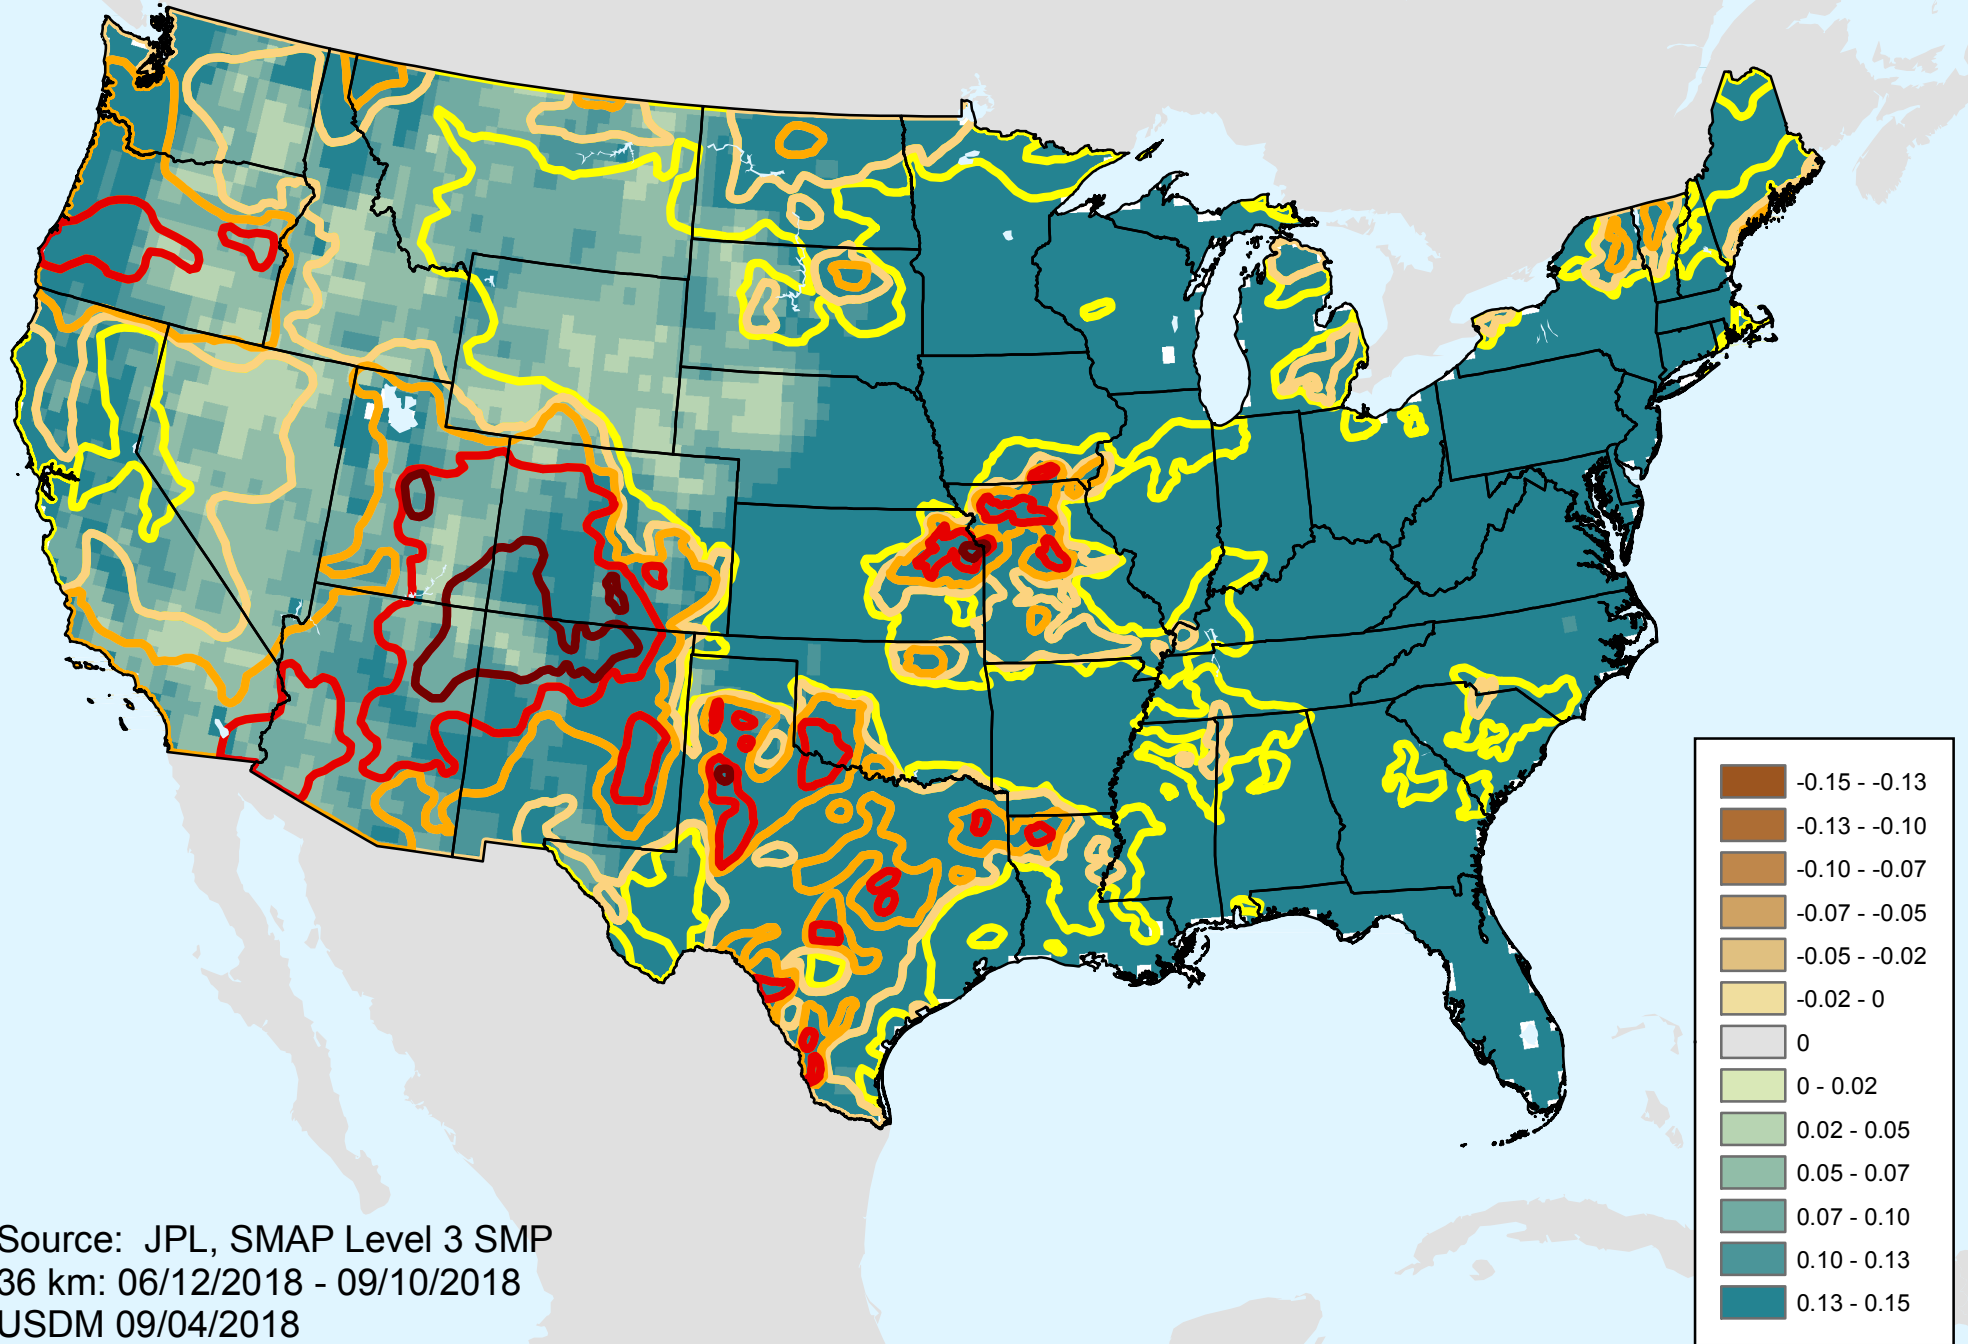 -0.15 - -0.13
-0.13 - -0.10
-0.10 - -0.07
-0.07 - -0.05
-0.05 - -0.02
-0.02 - 0
0
0 - 0.02
0.02 - 0.05
0.05 - 0.07
0.07 - 0.10
0.10 - 0.13
0.13 - 0.15
Source: JPL, SMAP Level 3 SMP
36 km: 06/12/2018 - 09/10/2018
USDM 09/04/2018